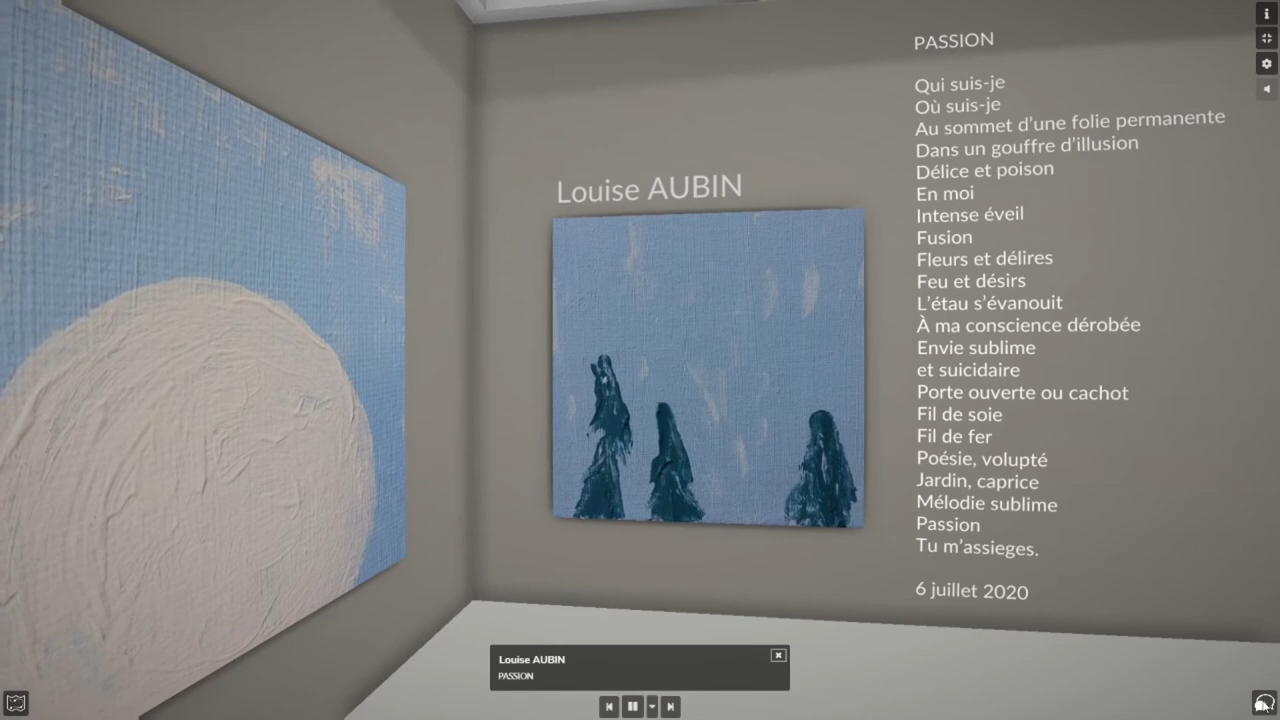 Louise AUBIN
PASSION
Qui suis-je
Où suis-je
Au sommet d'une folie permanente
Dans un gouffre d'illusion
Délice et poison
En moi
Intense éveil
Fusion
Fleurs et délires
Feu et désirs
L'étau s'évanouit
À ma conscience dérobée
Envie sublime
et suicidaire
Porte ouverte ou cachot
Fil de soie
Fil de fer
Poésie, volupté
Jardin, caprice
Mélodie sublime
Passion
Tu m'assieges.
6 juillet 2020
Louise AUBIN
PASSION